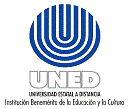 UNED
UNIVERSIDAD ESTATAL A DISTANCIA
Institución Benemérita de la Educación y la Cultura